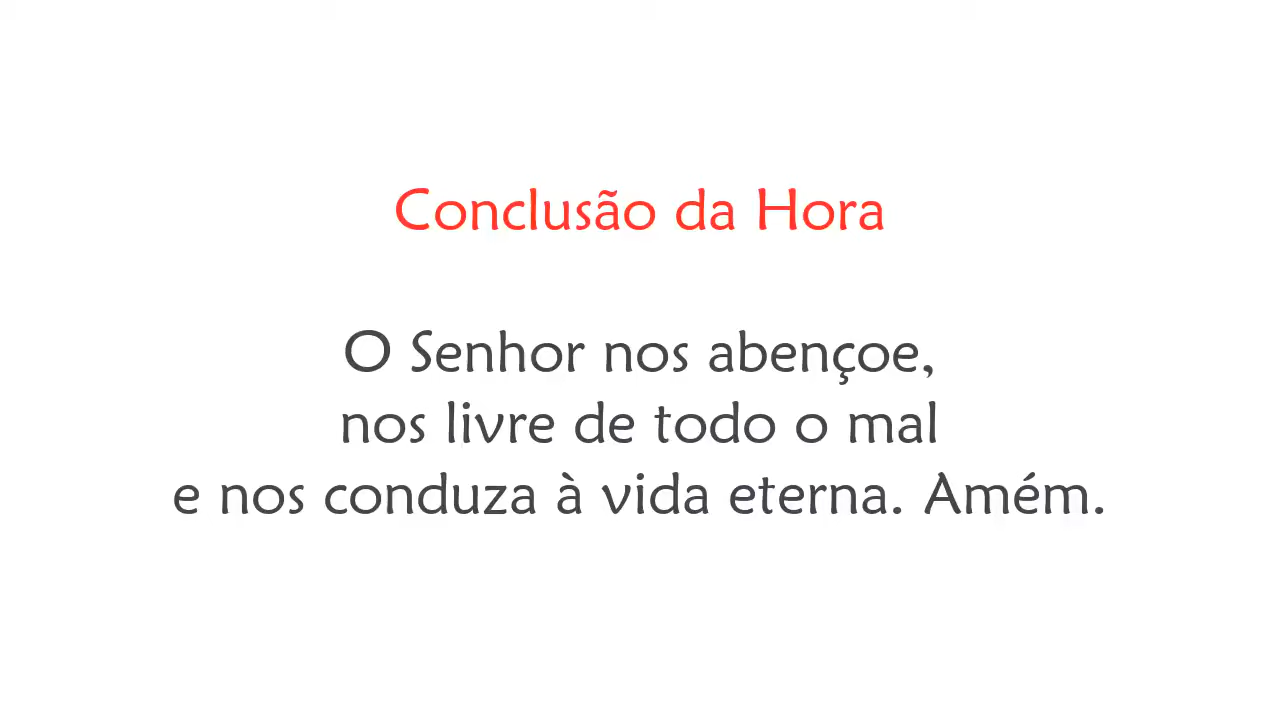 Conclusão da Hora
O Senhor nos abençoe,
nos livre de todo o mal
e nos conduza à vida eterna. Amém.